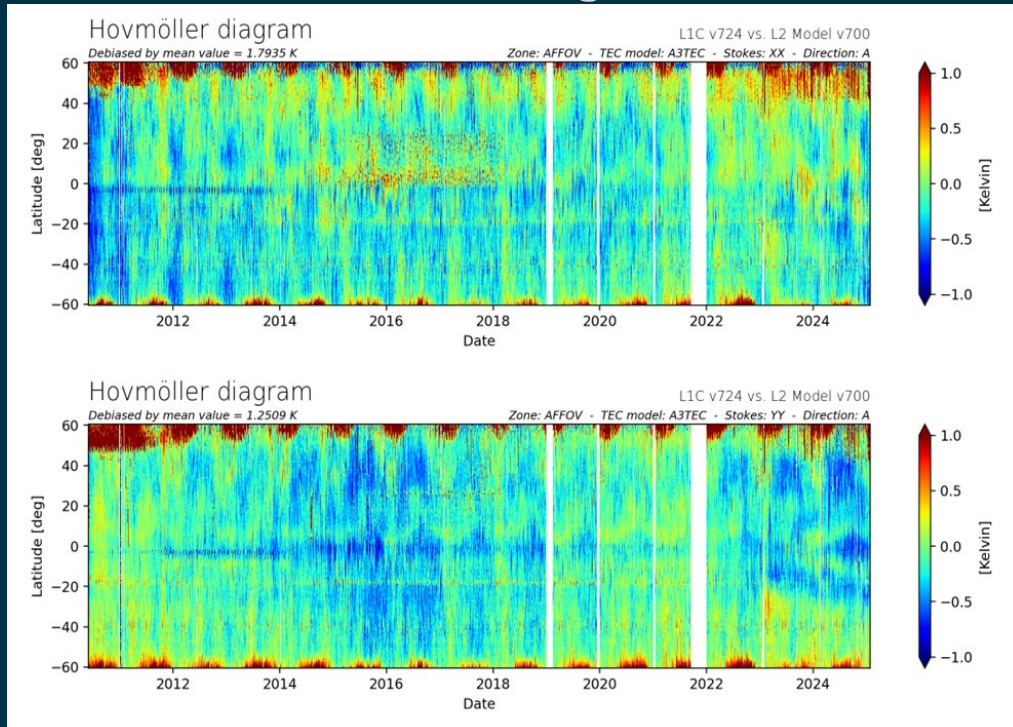 Hovmöller diagram
L1C v724 vs. L2 Model v700
Debiased by mean value = 1.7935 K
Zone: AFFOV - TEC model: A3TEC - Stokes: XX - Direction: A
60
40
20
0
−20
−40
−60
Latitude [deg]
2012
2014
2016
2018
2020
2022
2024
Date
1.0
0.5
0.0
−0.5
−1.0
[Kelvin]
Hovmöller diagram
L1C v724 vs. L2 Model v700
Debiased by mean value = 1.2509 K
Zone: AFFOV - TEC model: A3TEC - Stokes: YY - Direction: A
60
40
20
0
−20
−40
−60
Latitude [deg]
2012
2014
2016
2018
2020
2022
2024
Date
1.0
0.5
0.0
−0.5
−1.0
[Kelvin]